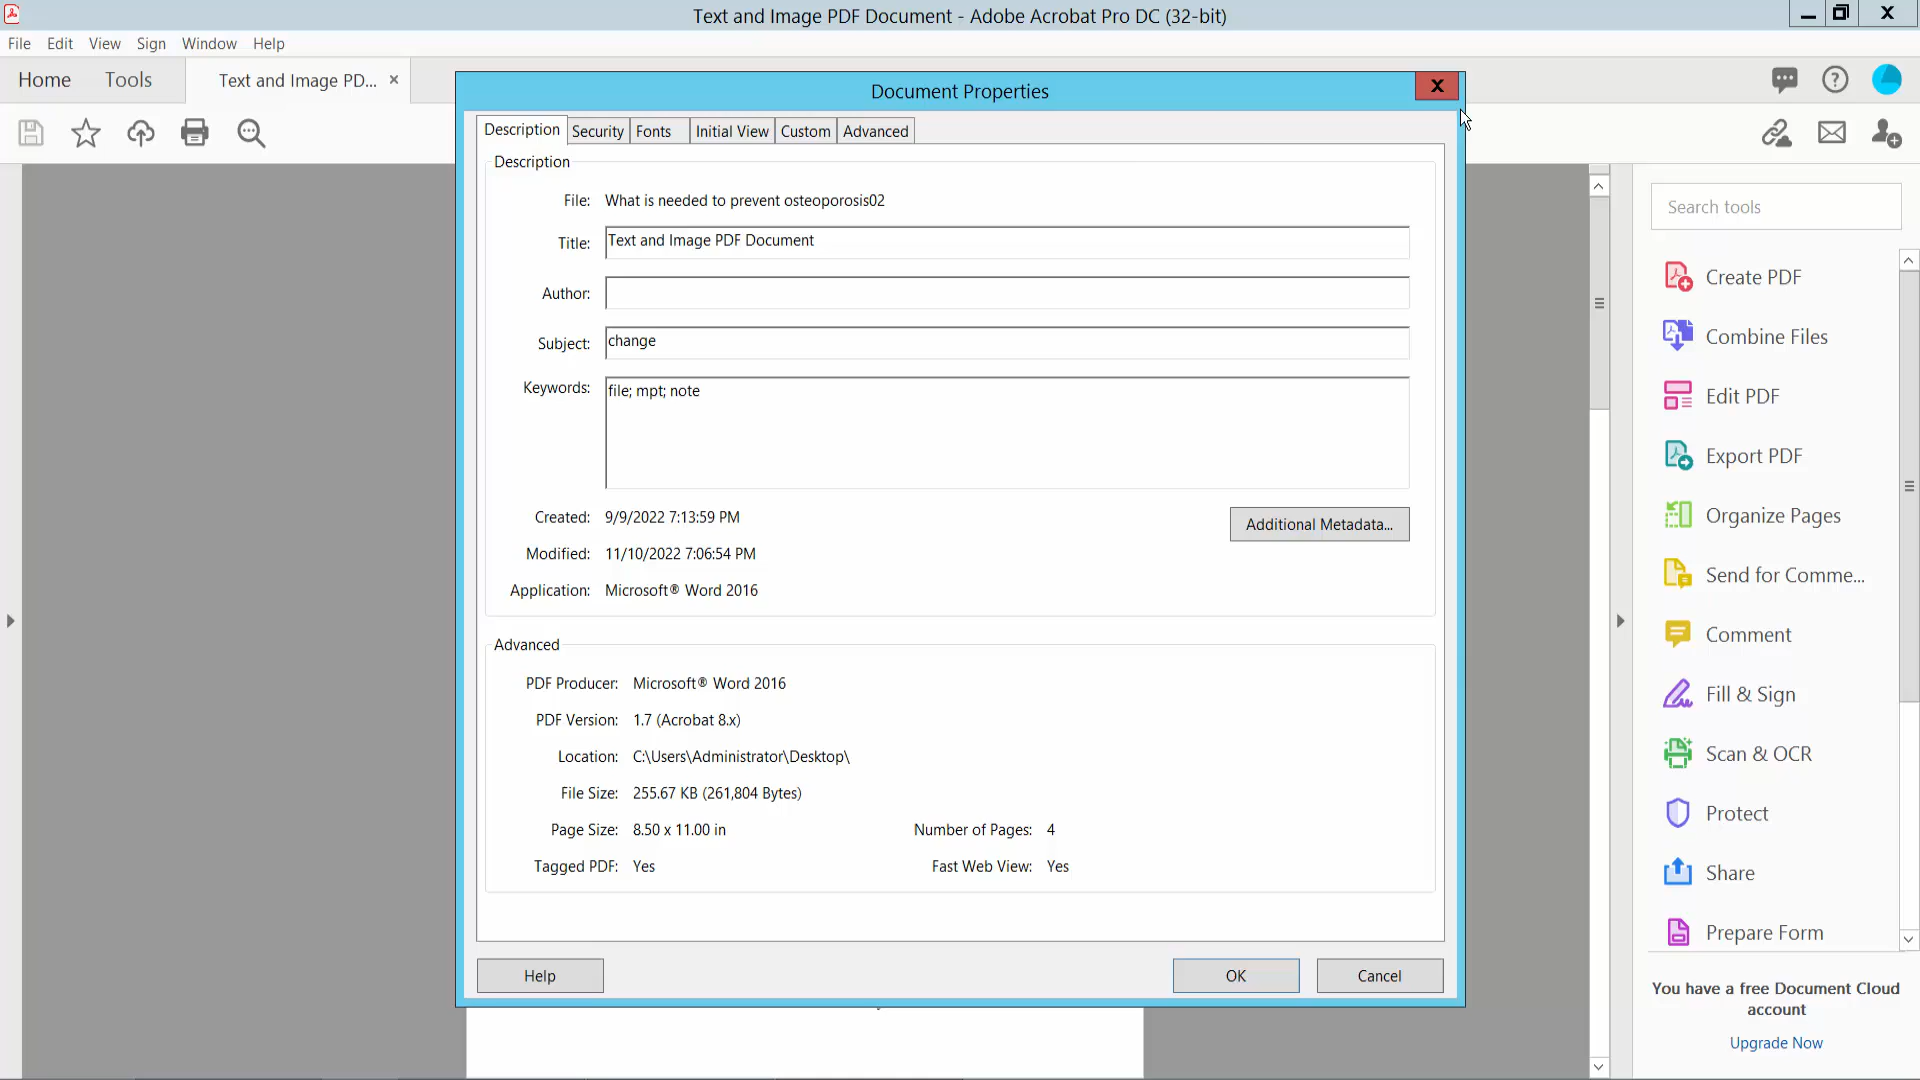 Text and Image PDF Document - Adobe Acrobat Pro DC (32-bit)
File Edit View Sign Window Help
Home Tools Text and Image PD... ×
Document Properties
X
Description Security Fonts Initial View Custom Advanced
Description
File: What is needed to prevent osteoporosis02
Title: Text and Image PDF Document
Author:
Subject: change
Keywords: file; mpt; note
Created: 9/9/2022 7:13:59 PM
Additional Metadata...
Modified: 11/10/2022 7:06:54 PM
Application: Microsoft® Word 2016
Advanced
PDF Producer: Microsoft® Word 2016
PDF Version: 1.7 (Acrobat 8.x)
Location: C:\Users\Administrator\Desktop\
File Size: 255.67 KB (261,804 Bytes)
Page Size: 8.50 x 11.00 in Number of Pages: 4
Tagged PDF: Yes Fast Web View: Yes
Help OK Cancel
Search tools
Create PDF
Combine Files
Edit PDF
Export PDF
Organize Pages
Send for Comme...
Comment
Fill & Sign
Scan & OCR
Protect
Share
Prepare Form
You have a free Document Cloud
account
Upgrade Now